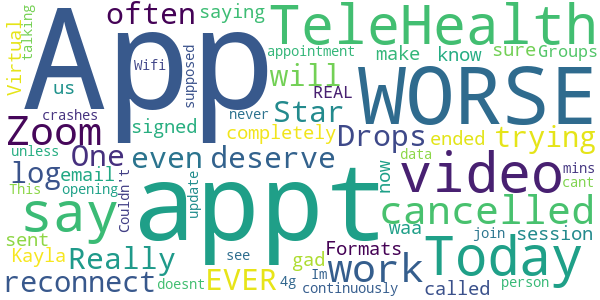 App often saying TeleHealth
Virtual talking us Wifi supposed appointment make know sure Groups
will REAL WORSE
crashes Star never
Zoom signed completely Drops ended trying
One even deserve now data mins
log email unless video cant
This opening Couldn't update appt cancelled
say sent waa join session
Kayla Really gad Formats Today
see work called person
reconnect doesnt EVER 4g Im continuously